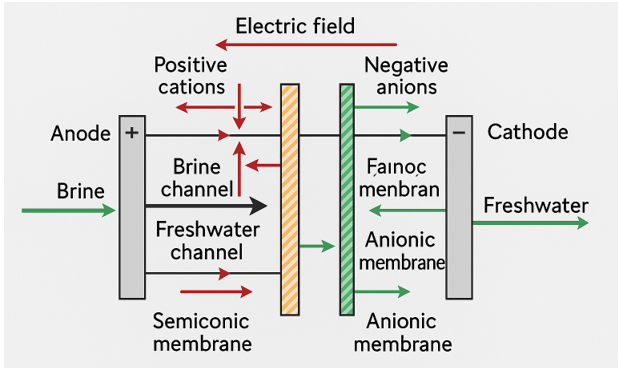 Electric field
Positive
cations
Negative
anions
Anode
+
−
Cathode
Brine
Brine
channel
menbran
Freshwater
Freshwater
channel
Anionic
membrane
Semiconic
membrane
Anionic
membrane